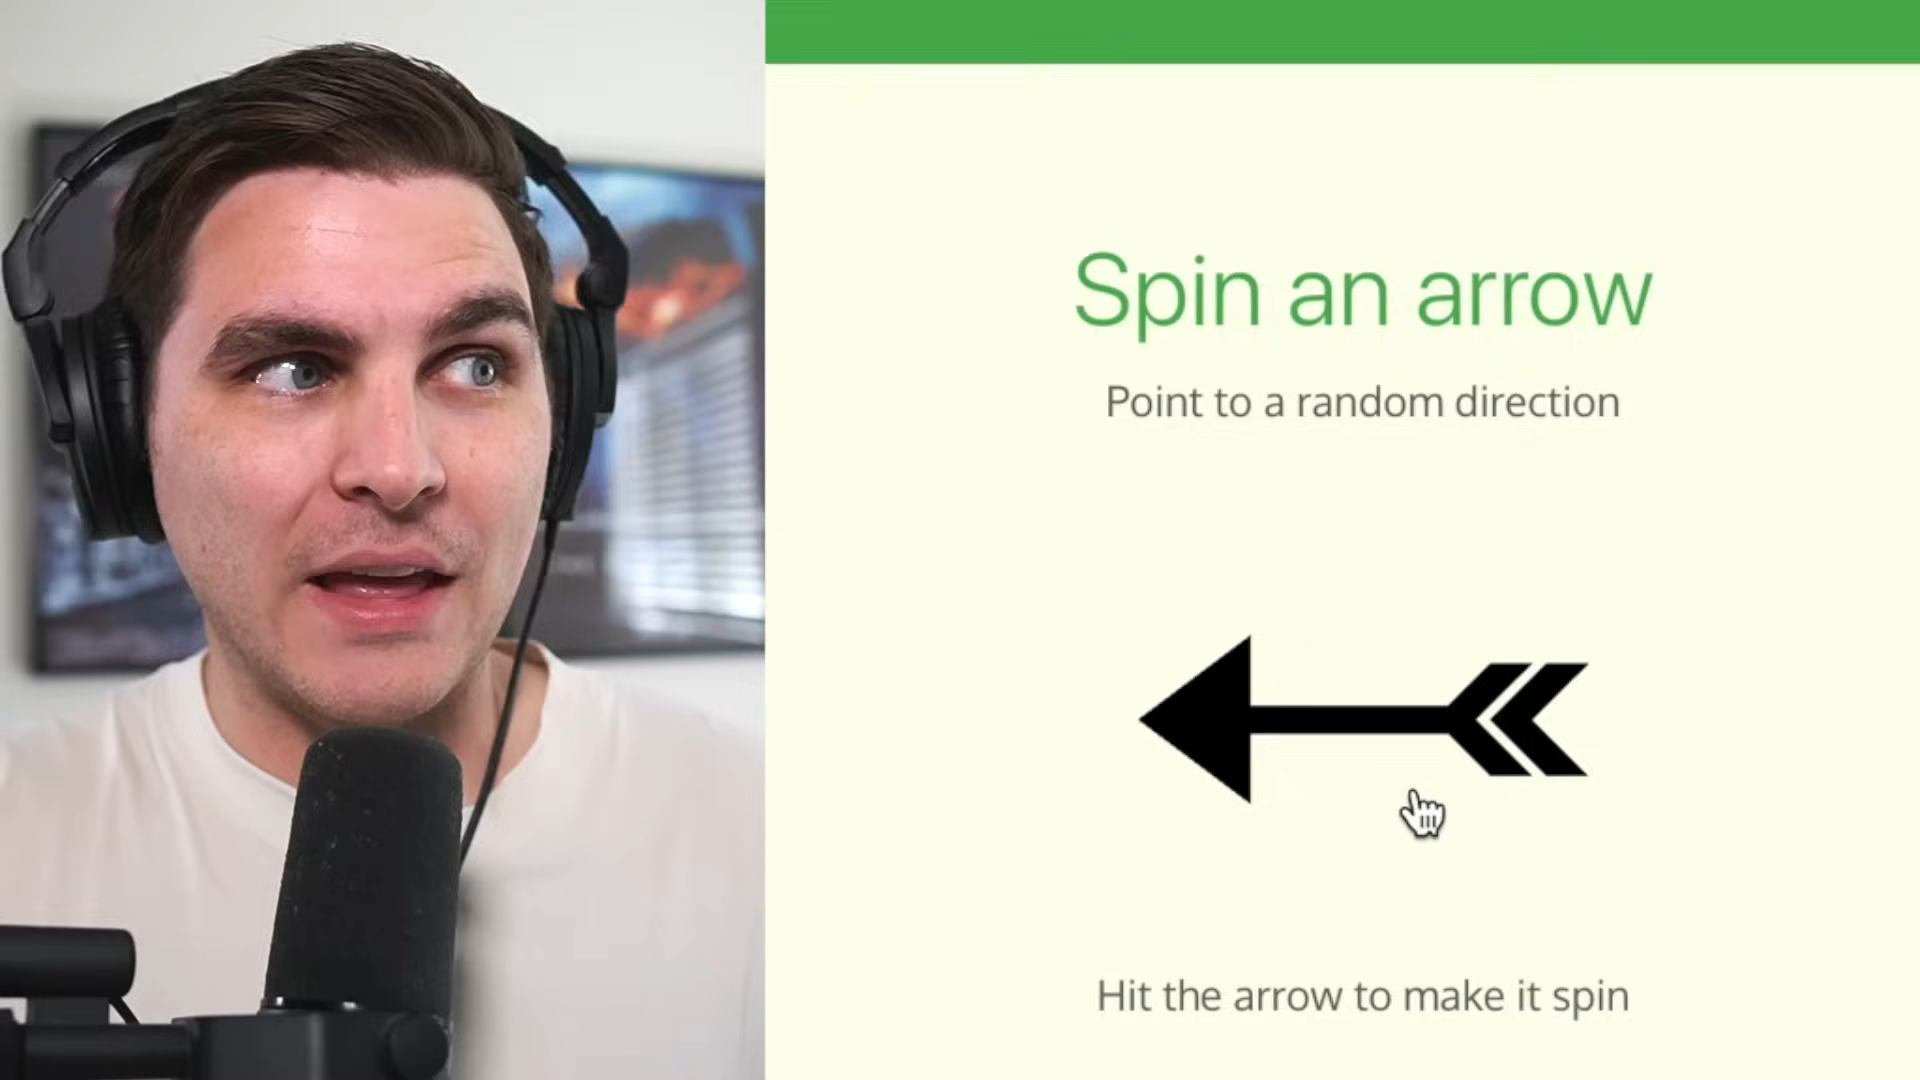 Spin an arrow
Point to a random direction
Hit the arrow to make it spin